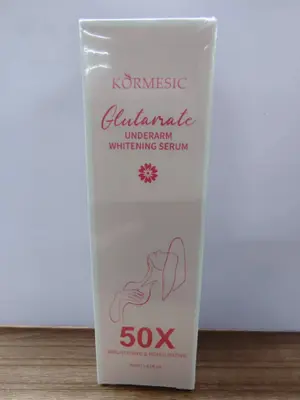 KORMESIC
Glutamate
UNDERARM
WHITENING SERUM
50X